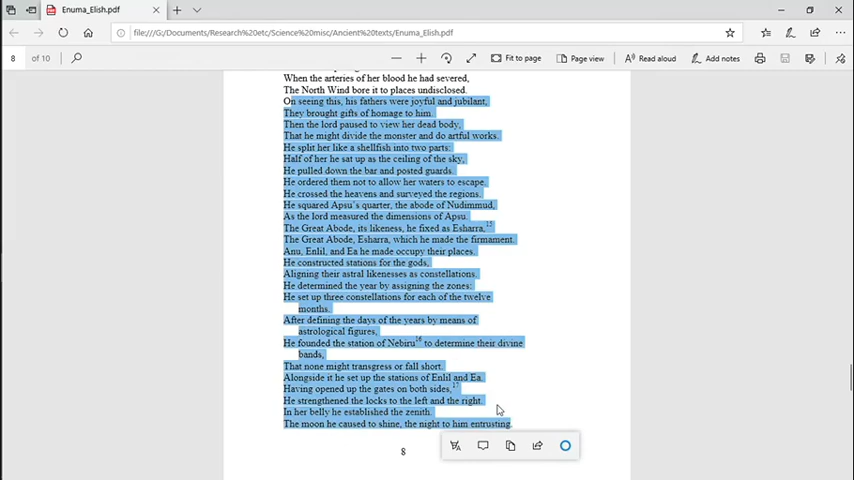 Enuma_Elish.pdf
file:///G:/Documents/Research%20etc/Science%20misc/Ancient%20texts/Enuma_Elish.pdf
8 of 10
Fit to page
Page view
Read aloud
Add notes
When the arteries of her blood he had severed,
The North Wind bore it to places undisclosed.
On seeing this, his fathers were joyful and jubilant,
They brought gifts of homage to him.
Then the lord paused to view her dead body,
That he might divide the monster and do artful works.
He split her like a shellfish into two parts:
Half of her he sat up as the ceiling of the sky,
He pulled down the bar and posted guards.
He ordered them not to allow her waters to escape.
He crossed the heavens and surveyed the regions.
He squared Apsu's quarter, the abode of Nudimmud,
As the lord measured the dimensions of Apsu.
The Great Abode, its likeness, he fixed as Esharra,15
The Great Abode, Esharra, which he made the firmament.
Anu, Enlil, and Ea he made occupy their places.
He constructed stations for the gods,
Aligning their astral likenesses as constellations.
He determined the year by assigning the zones:
He set up three constellations for each of the twelve
months.
After defining the days of the years by means of
astrological figures,
He founded the station of Nebiru16 to determine their divine
bands,
That none might transgress or fall short.
Alongside it he set up the stations of Enlil and Ea.
Having opened up the gates on both sides,17
He strengthened the locks to the left and the right.
In her belly he established the zenith.
The moon he caused to shine, the night to him entrusting.
8